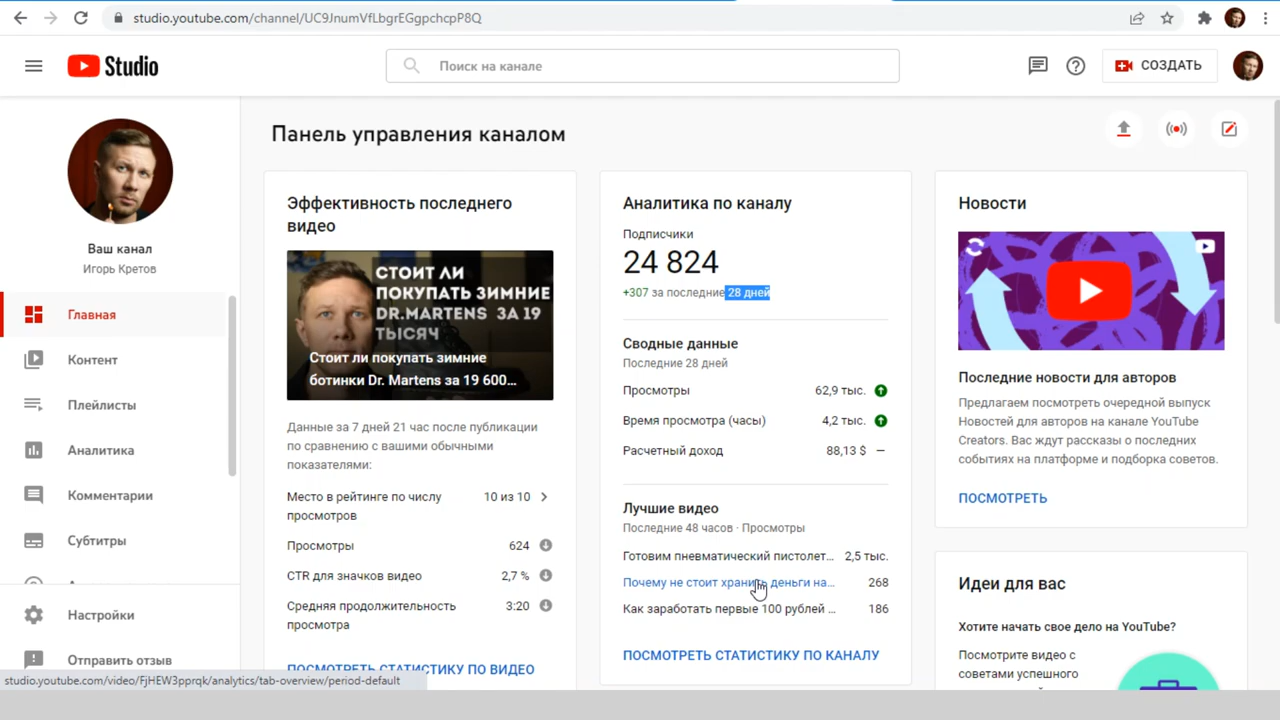 studio.youtube.com/channel/UC9JnumVfLbgrEGgpchcpP8Q
Studio
Поиск на канале
СОЗДАТЬ
Ваш канал
Игорь Кретов
Главная
Контент
Плейлисты
Аналитика
Комментарии
Субтитры
Настройки
Отправить отзыв
Панель управления каналом
Эффективность последнего
видео
СТОИТ ЛИ
ПОКУПАТЬ ЗИМНИЕ
DR.MARTENS ЗА 19
ТЫСЯЧ
Стоит ли покупать зимние
ботинки Dr. Martens за 19 600...
Данные за 7 дней 21 час после публикации
по сравнению с вашими обычными
показателями:
Место в рейтинге по числу
просмотров
10 из 10
Просмотры 624
CTR для значков видео 2,7 %
Средняя продолжительность
просмотра
3:20
ПОСМОТРЕТЬ СТАТИСТИКУ ПО ВИДЕО
Аналитика по каналу
Подписчики
24 824
+307 за последние 28 дней
Сводные данные
Последние 28 дней
Просмотры 62,9 тыс.
Время просмотра (часы) 4,2 тыс.
Расчетный доход 88,13 $ —
Лучшие видео
Последние 48 часов · Просмотры
Готовим пневматический пистолет... 2,5 тыс.
Почему не стоит хранить деньги на... 268
Как заработать первые 100 рублей ... 186
ПОСМОТРЕТЬ СТАТИСТИКУ ПО КАНАЛУ
Новости
Последние новости для авторов
Предлагаем посмотреть очередной выпуск
Новостей для авторов на канале YouTube
Creators. Вас ждут рассказы о последних
событиях на платформе и подборка советов.
ПОСМОТРЕТЬ
Идеи для вас
Хотите начать свое дело на YouTube?
Посмотрите видео с
советами успешного
studio.youtube.com/video/FjHEW3pprqk/analytics/tab-overview/period-default